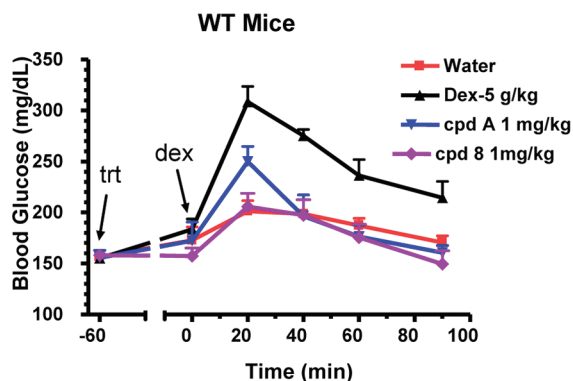 WT Mice
Blood Glucose (mg/dL)
350
300
250
200
150
100
-60
0
20
40
60
80
100
Time (min)
trt
dex
Water
Dex-5 g/kg
cpd A 1 mg/kg
cpd 8 1mg/kg